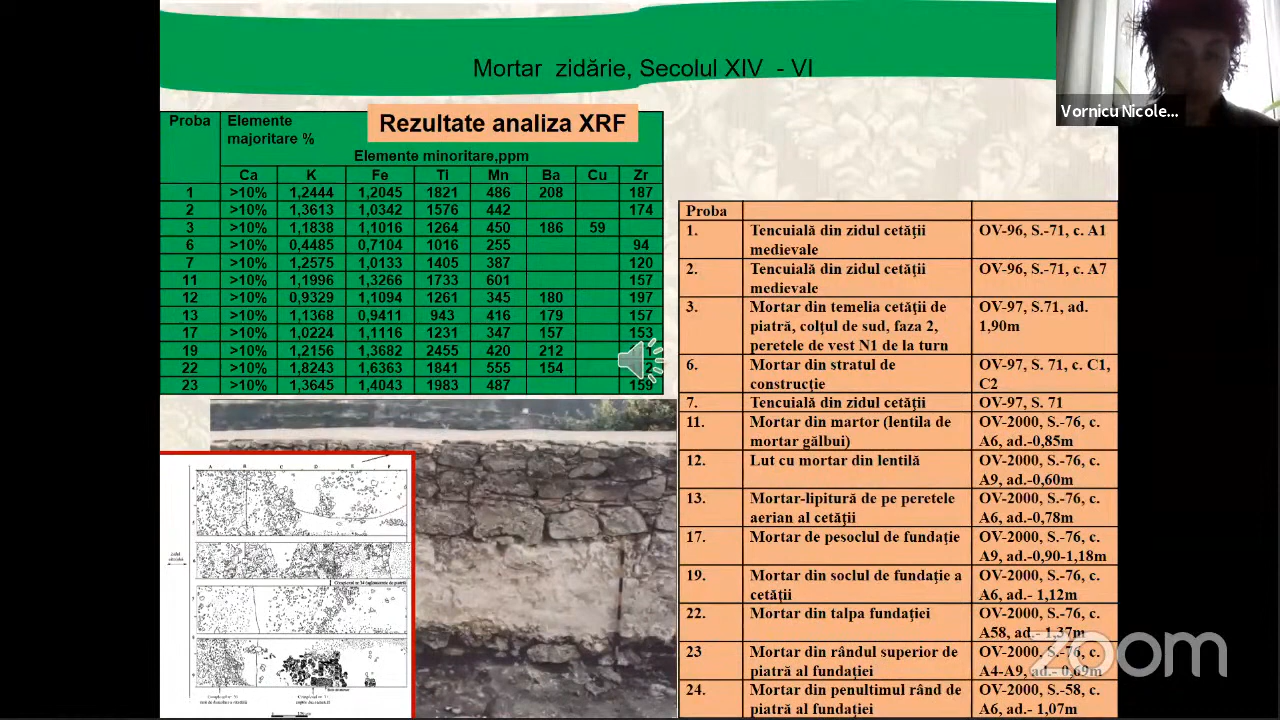 Mortar zidărie, Secolul XIV - VI
Vornicu Nicole...
Rezultate analiza XRF
Proba Elemente
majoritare %
Elemente minoritare,ppm
Ca K Fe Ti Mn Ba Cu Zr
1 >10% 1,2444 1,2045 1821 486 208 187
2 >10% 1,3613 1,0342 1576 442 174
3 >10% 1,1838 1,1016 1264 450 186 59
6 >10% 0,4485 0,7104 1016 255 94
7 >10% 1,2575 1,0133 1405 387 120
11 >10% 1,1996 1,3266 1733 601 157
12 >10% 0,9329 1,1094 1261 345 180 197
13 >10% 1,1368 0,9411 943 416 179 157
17 >10% 1,0224 1,1116 1231 347 157 153
19 >10% 1,2156 1,3682 2455 420 212
22 >10% 1,8243 1,6363 1841 555 154
23 >10% 1,3645 1,4043 1983 487 159
Proba
1. Tencuială din zidul cetăţii OV-96, S.-71, c. A1
medievale
2. Tencuială din zidul cetăţii OV-96, S.-71, c. A7
medievale
3. Mortar din temelia cetăţii de OV-97, S.71, ad.
piatră, colţul de sud, faza 2, 1,90m
peretele de vest N1 de la turn
6. Mortar din stratul de OV-97, S. 71, c. C1,
construcţie C2
7. Tencuială din zidul cetăţii OV-97, S. 71
11. Mortar din martor (lentila de OV-2000, S.-76, c.
mortar gălbui) A6, ad.-0,85m
12. Lut cu mortar din lentilă OV-2000, S.-76, c.
A9, ad.-0,60m
13. Mortar-lipitură de pe peretele OV-2000, S.-76, c.
aerian al cetăţii A6, ad.-0,78m
17. Mortar de pesoclul de fundaţie OV-2000, S.-76, c.
A9, ad.-0,90-1,18m
19. Mortar din soclul de fundaţie a OV-2000, S.-76, c.
cetăţii A6, ad.- 1,12m
22. Mortar din talpa fundaţiei OV-2000, S.-76, c.
A58, ad.- 1,37m
23 Mortar din rândul superior de OV-2000, S.-76, c.
piatră al fundaţiei A4-A9, ad.- 0,69m
24. Mortar din penultimul rând de OV-2000, S.-58, c.
piatră al fundaţiei A6, ad.- 1,07m
A B C D E F
zoom